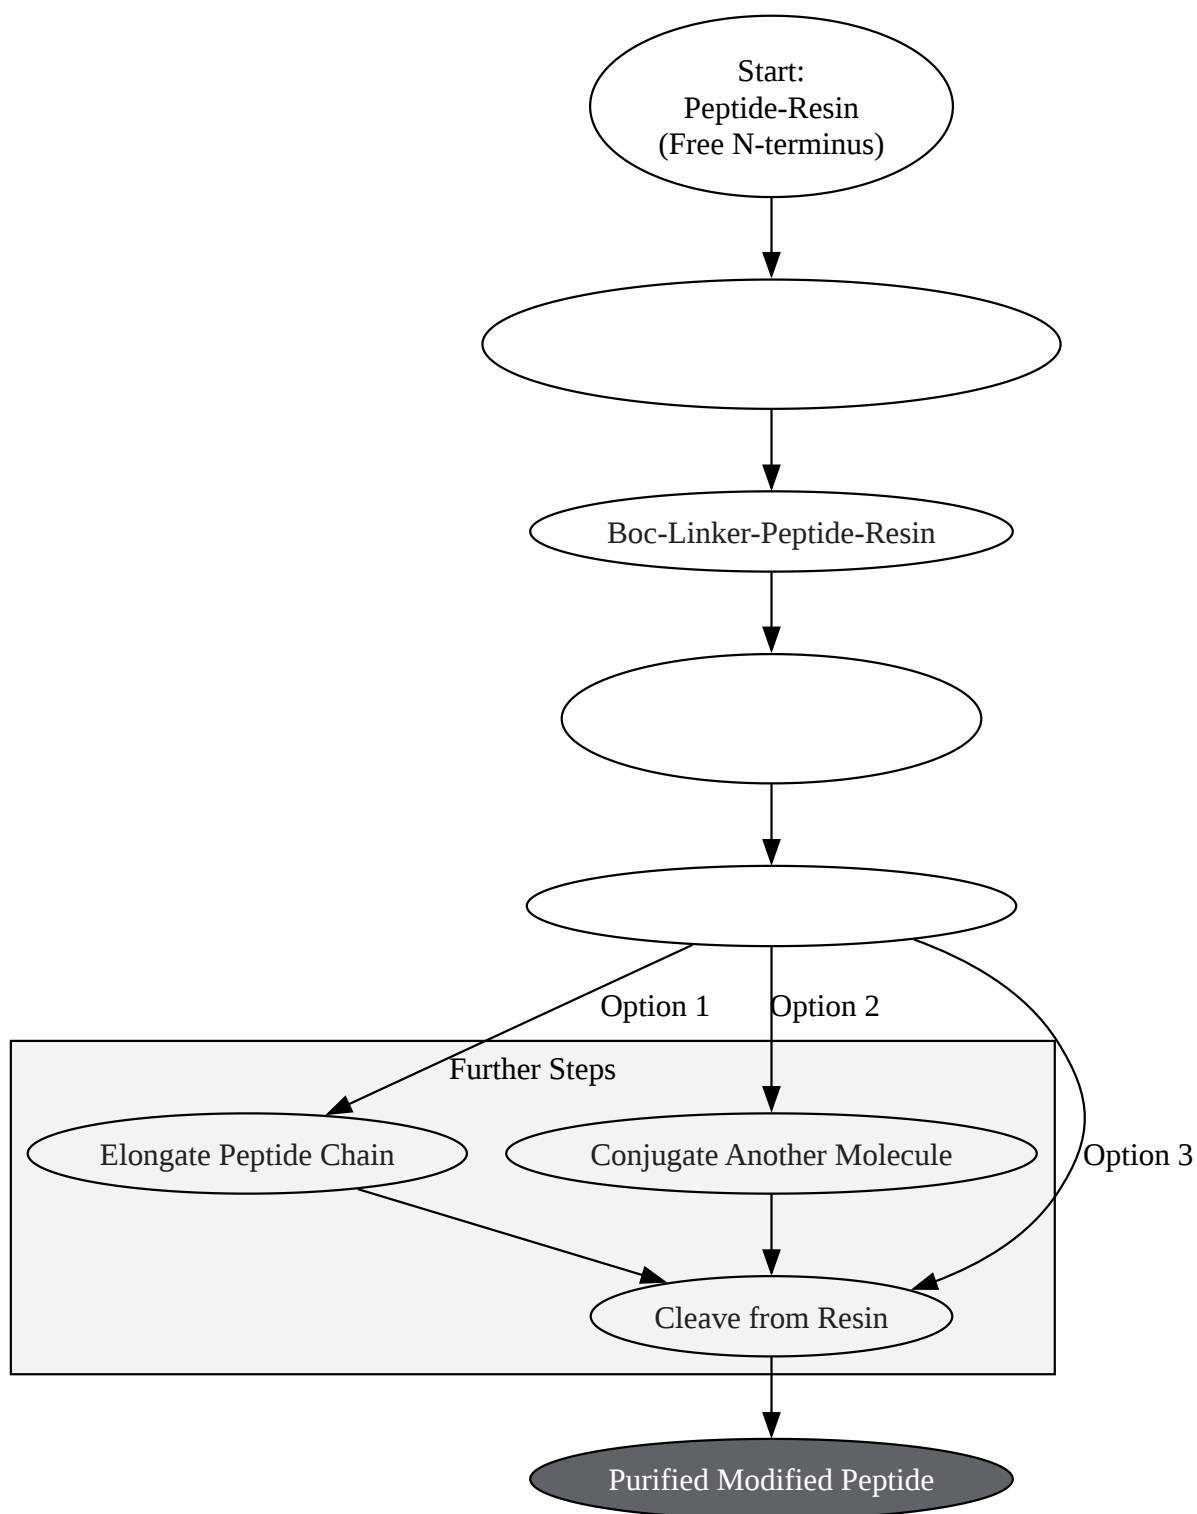 Start:
Peptide-Resin
(Free N-terminus)
Boc-Linker-Peptide-Resin
Option 1
Option 2
Further Steps
Elongate Peptide Chain
Conjugate Another Molecule
Option 3
Cleave from Resin
Purified Modified Peptide